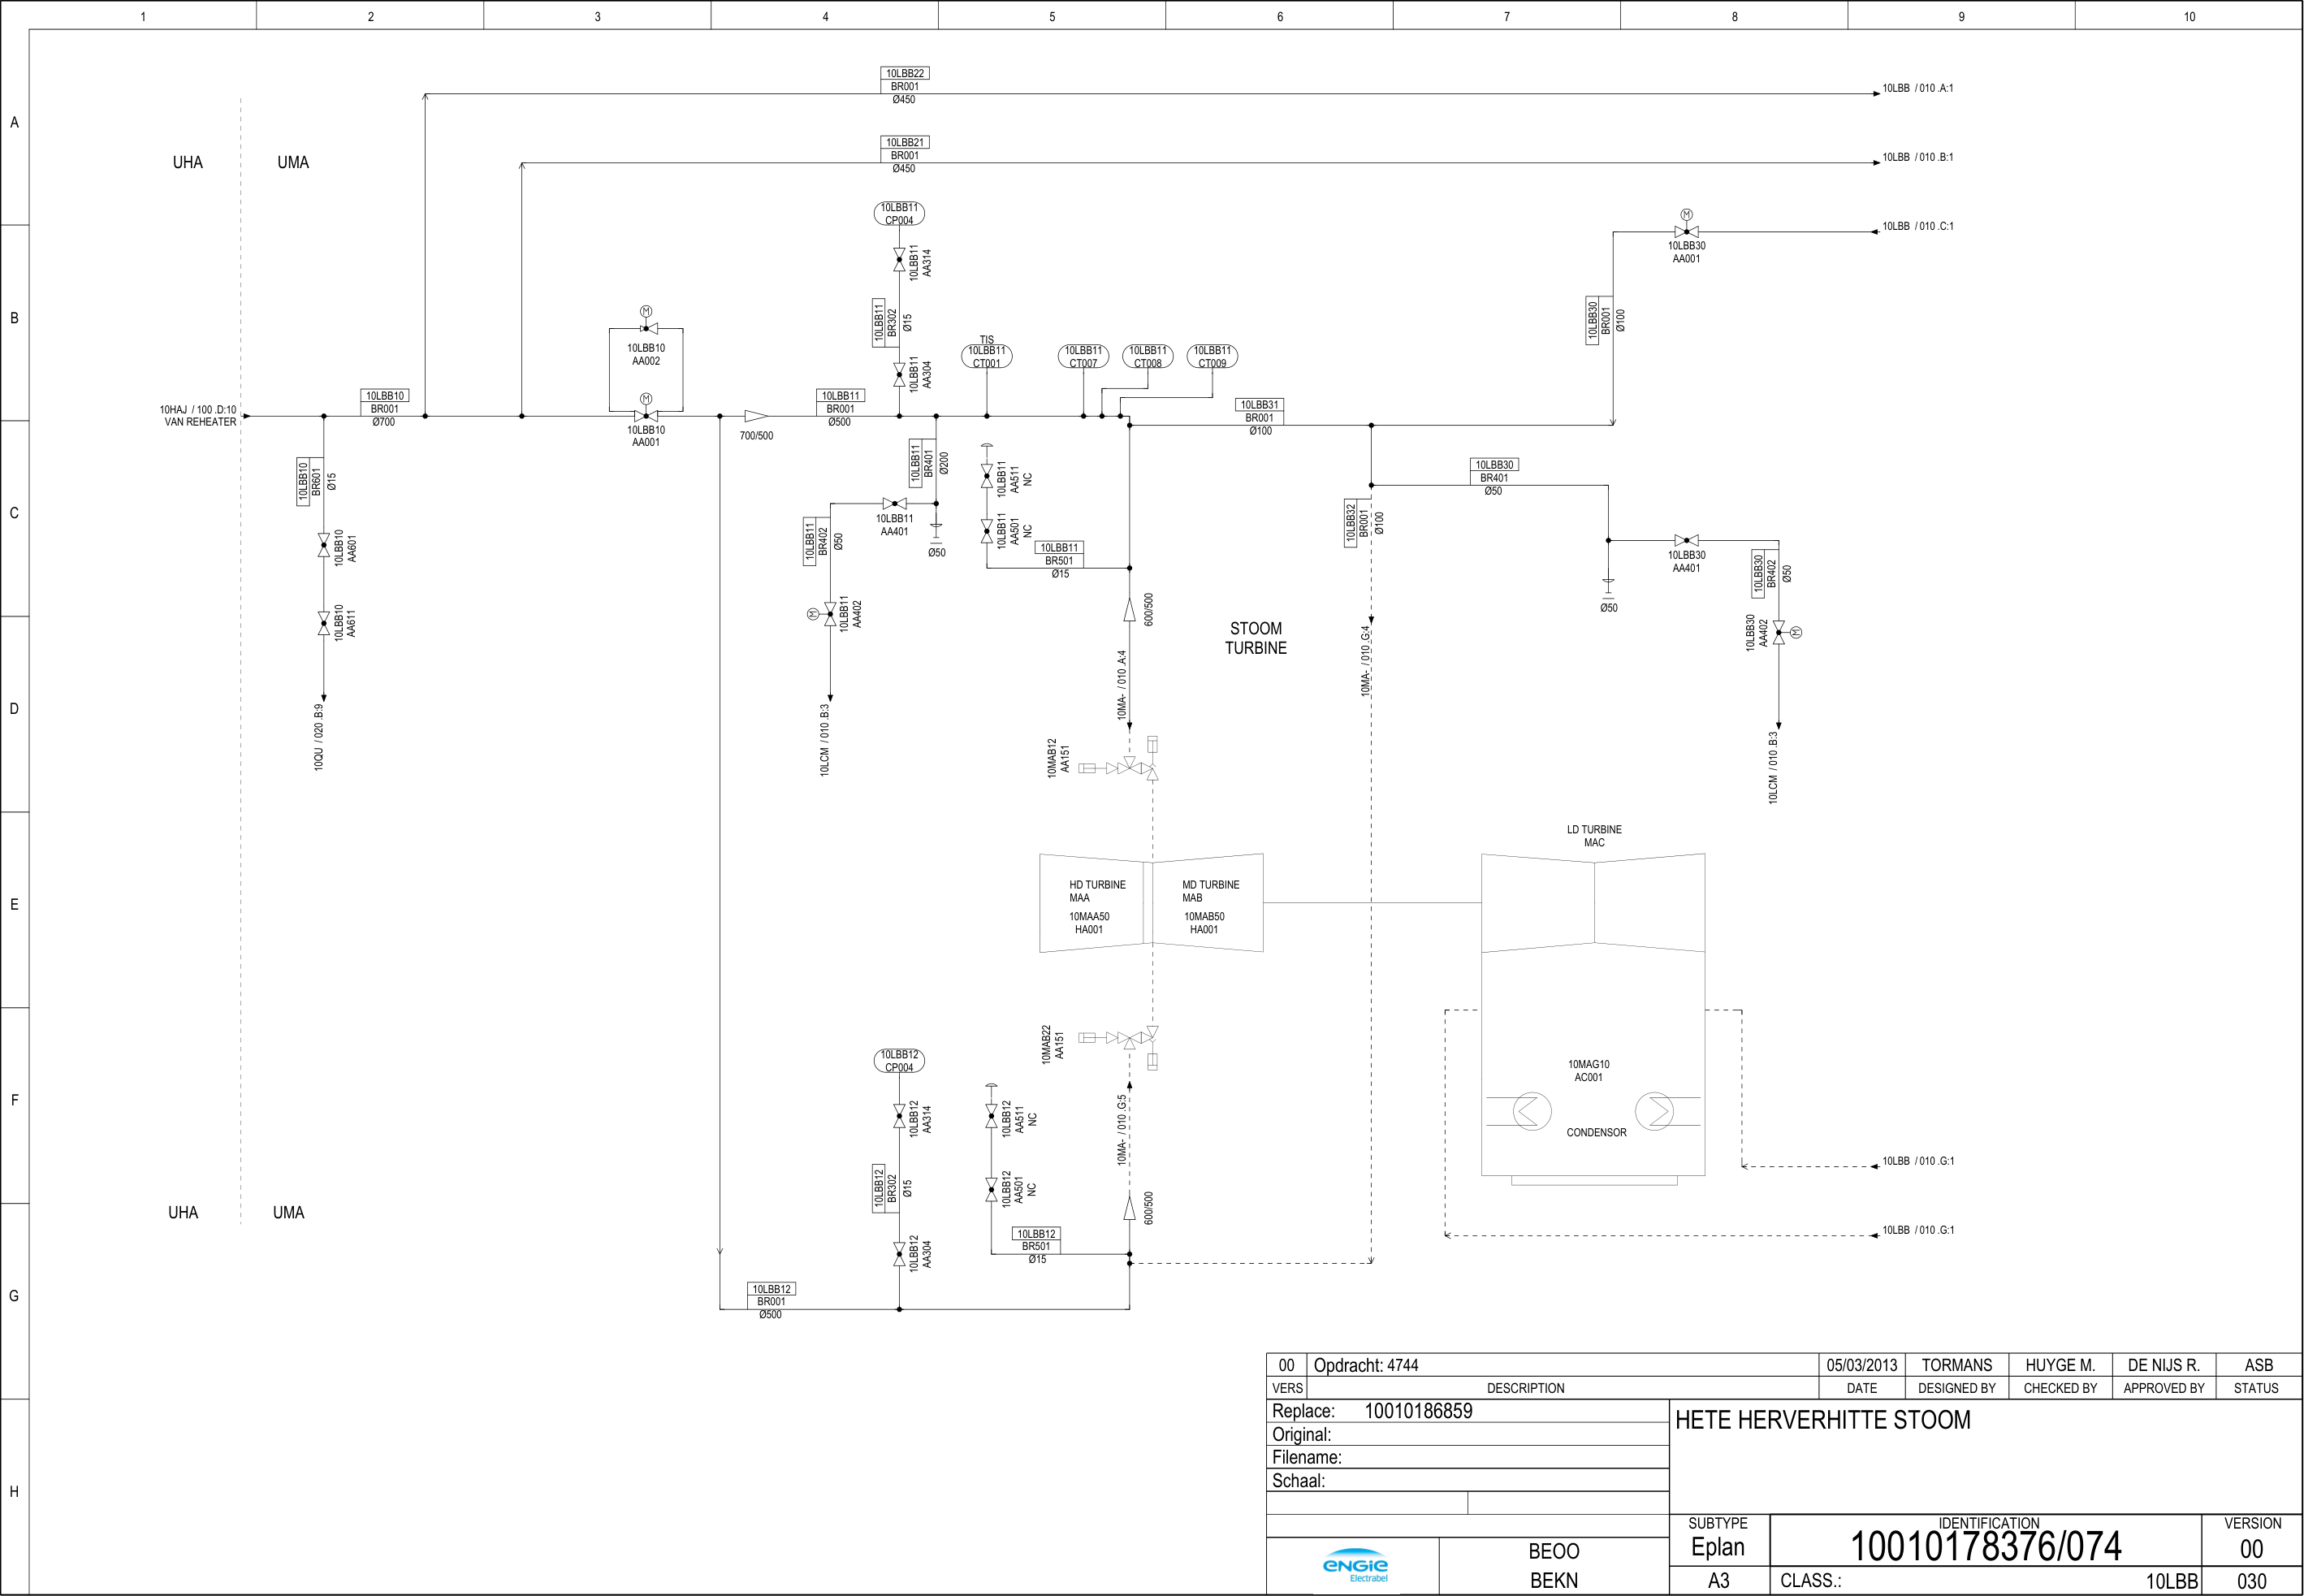 1 2 3 4 5 6 7 8 9 10
A
B
C
D
E
F
G
H
10LBB22
BR001
Ø450
10LBB / 010 .A:1
10LBB21
BR001
Ø450
10LBB / 010 .B:1
UHA
UMA
10LBB11
CP004
10LBB11
AA314
10LBB11
BR302
Ø15
10LBB11
AA304
M
10LBB30
AA001
10LBB / 010 .C:1
10LBB30
BR001
Ø100
M
10LBB10
AA002
M
10LBB10
AA001
TIS
10LBB11
CT001
10LBB11
CT007
10LBB11
CT008
10LBB11
CT009
10HAJ / 100 .D:10
VAN REHEATER
10LBB10
BR001
Ø700
700/500
10LBB11
BR001
Ø500
10LBB31
BR001
Ø100
10LBB10
BR601
Ø15
10LBB10
AA601
10LBB10
AA611
10QU / 020 .B:9
10LBB11
BR401
Ø200
10LBB11
AA401
Ø50
10LBB11
BR402
Ø50
M
10LBB11
AA402
10LCM / 010 .B:3
10LBB11
AA511
NC
10LBB11
AA501
NC
10LBB11
BR501
Ø15
600/500
10MA- / 010 .A:4
STOOM
TURBINE
10LBB32
BR001
Ø100
10MA- / 010 .G:4
10LBB30
BR401
Ø50
Ø50
10LBB30
AA401
10LBB30
BR402
Ø50
10LBB30
AA402
M
10LCM / 010 .B:3
10MAB12
AA151
HD TURBINE
MAA
10MAA50
HA001
MD TURBINE
MAB
10MAB50
HA001
LD TURBINE
MAC
10MAB22
AA151
10MAG10
AC001
CONDENSOR
10LBB / 010 .G:1
10LBB / 010 .G:1
10LBB12
CP004
10LBB12
AA314
10LBB12
BR302
Ø15
10LBB12
AA304
10LBB12
AA511
NC
10LBB12
AA501
NC
10LBB12
BR501
Ø15
10MA- / 010 .G:5
600/500
UHA
UMA
10LBB12
BR001
Ø500
00 Opdracht: 4744 05/03/2013 TORMANS HUYGE M. DE NIJS R. ASB
VERS DESCRIPTION DATE DESIGNED BY CHECKED BY APPROVED BY STATUS
Replace: 10010186859
Original:
Filename:
Schaal:
HETE HERVERHITTE STOOM
ENGIE
Electrabel
BEOO
BEKN
SUBTYPE
Eplan
A3
IDENTIFICATION
10010178376/074
CLASS.: 10LBB
VERSION
00
030